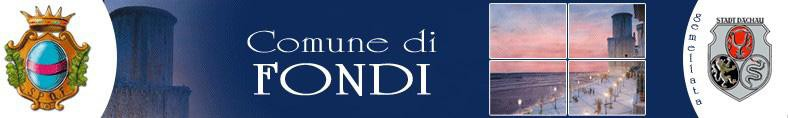 S.P.Q.F.
Comune di
FONDI
Gemellata
STADT DACHAU